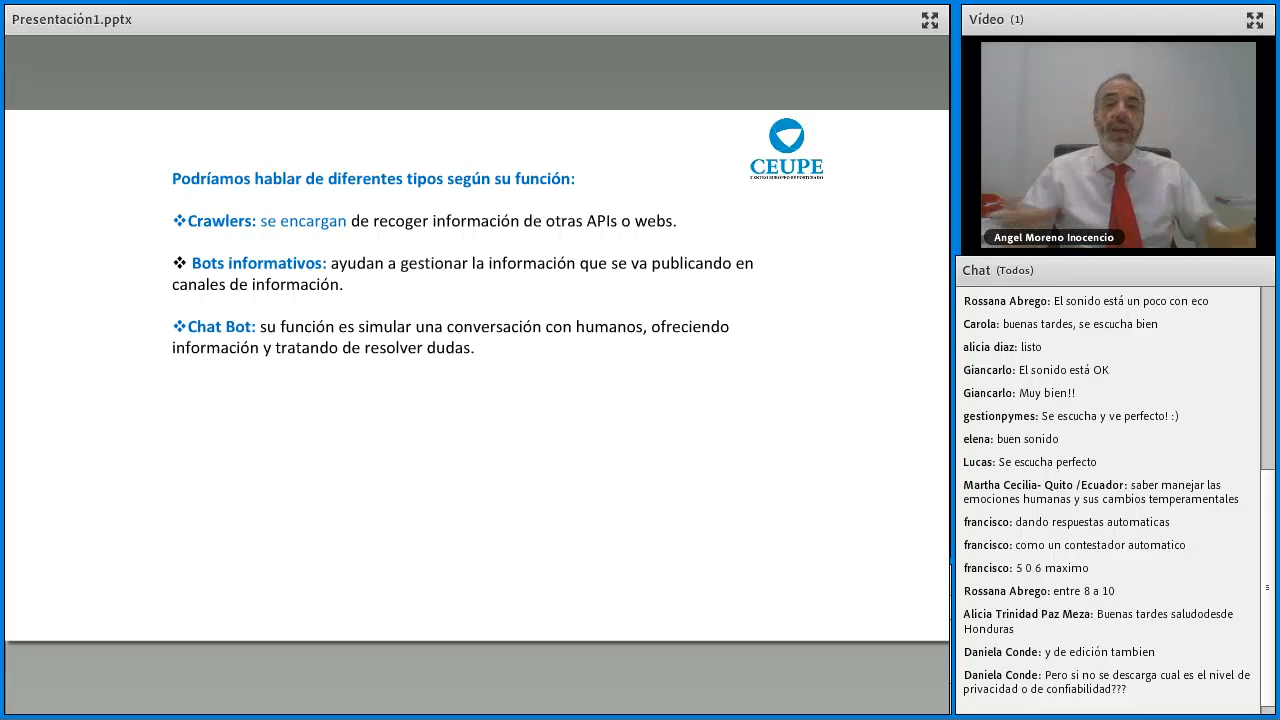 Presentación1.pptx
CEUPE
CENTRO EUROPEO DE POSTGRADO
Podríamos hablar de diferentes tipos según su función:
❖Crawlers: se encargan de recoger información de otras APIs o webs.
❖ Bots informativos: ayudan a gestionar la información que se va publicando en
canales de información.
❖Chat Bot: su función es simular una conversación con humanos, ofreciendo
información y tratando de resolver dudas.
Vídeo (1)
Angel Moreno Inocencio
Chat (Todos)
Rossana Abrego: El sonido está un poco con eco
Carola: buenas tardes, se escucha bien
alicia diaz: listo
Giancarlo: El sonido está OK
Giancarlo: Muy bien!!
gestionpymes: Se escucha y ve perfecto! :)
elena: buen sonido
Lucas: Se escucha perfecto
Martha Cecilia- Quito /Ecuador: saber manejar las
emociones humanas y sus cambios temperamentales
francisco: dando respuestas automaticas
francisco: como un contestador automatico
francisco: 5 0 6 maximo
Rossana Abrego: entre 8 a 10
Alicia Trinidad Paz Meza: Buenas tardes saludodesde
Honduras
Daniela Conde: y de edición tambien
Daniela Conde: Pero si no se descarga cual es el nivel de
privacidad o de confiabilidad???